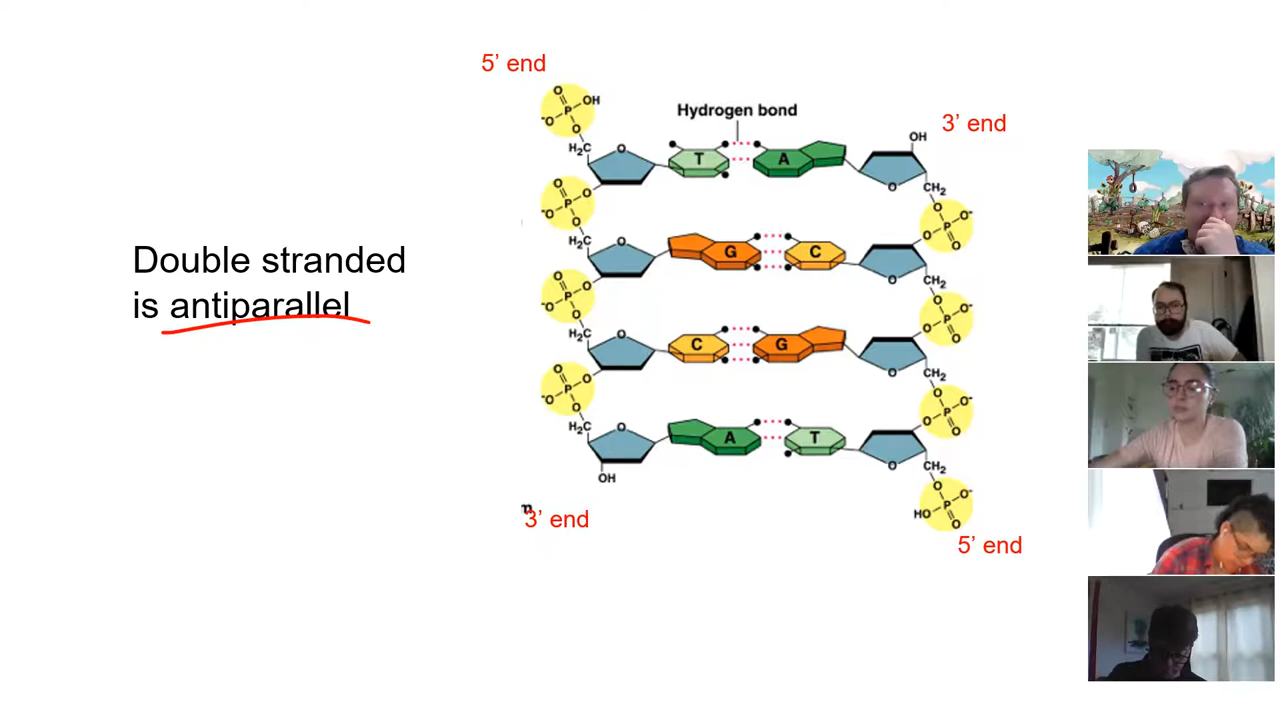 5’ end
Hydrogen bond
3’ end
Double stranded
is antiparallel
O
OH
P
-O
O
H₂C
O
T
A
OH
O
CH₂
O
P
-O
O
O
H₂C
O
G
C
O
CH₂
O
O-
P
O
O
P
-O
O
O
H₂C
O
C
G
O
CH₂
O
O-
P
O
O
P
-O
O
O
H₂C
O
A
T
O
CH₂
O
O-
P
O
O
OH
O
O-
HO
P
O
n
3’ end
5’ end